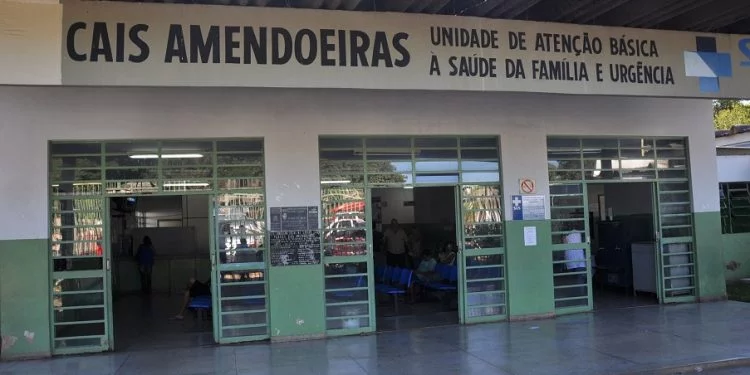 CAIS AMENDOEIRAS
UNIDADE DE ATENÇÃO BÁSICA
À SAÚDE DA FAMÍLIA E URGÊNCIA